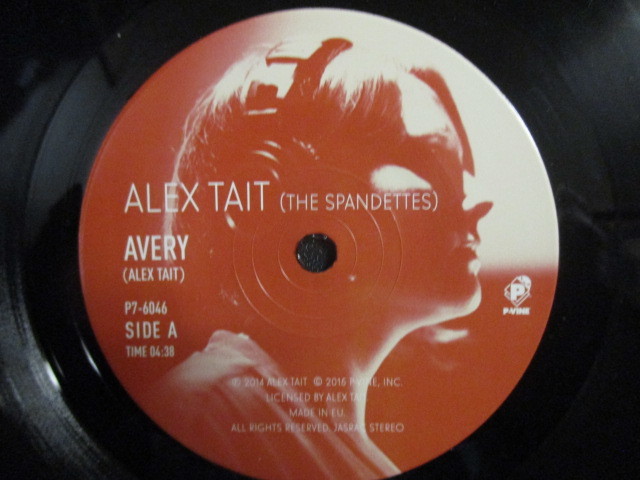 ALEX TAIT (THE SPANDETTES)
AVERY
(ALEX TAIT)
P7-6046
SIDE A
TIME 04:38
P
P-VINE
℗ 2014 ALEX TAIT © 2016 P-VINE, INC.
LICENSED BY ALEX TAIT
MADE IN EU.
ALL RIGHTS RESERVED. JASRAC STEREO